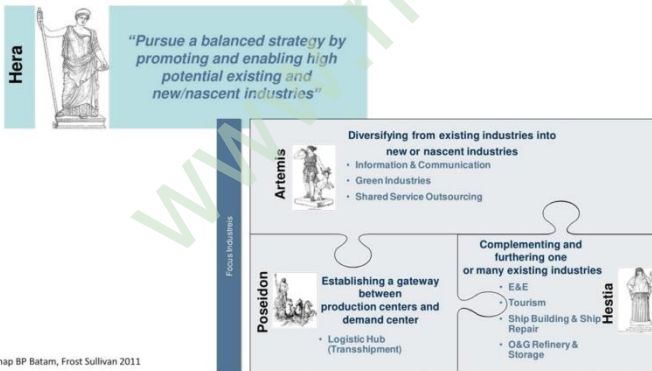 Hera
“Pursue a balanced strategy by
promoting and enabling high
potential existing and
new/nascent industries”
Focus Industreis
Artemis
Diversifying from existing industries into
new or nascent industries
• Information & Communication
• Green Industries
• Shared Service Outsourcing
Poseidon
Establishing a gateway
between
production centers and
demand center
• Logistic Hub
(Transshipment)
Complementing and
furthering one
or many existing industries
• E&E
• Tourism
• Ship Building & Ship
Repair
• O&G Refinery &
Storage
Hestia
BP Batam, Frost Sullivan 2011
www.